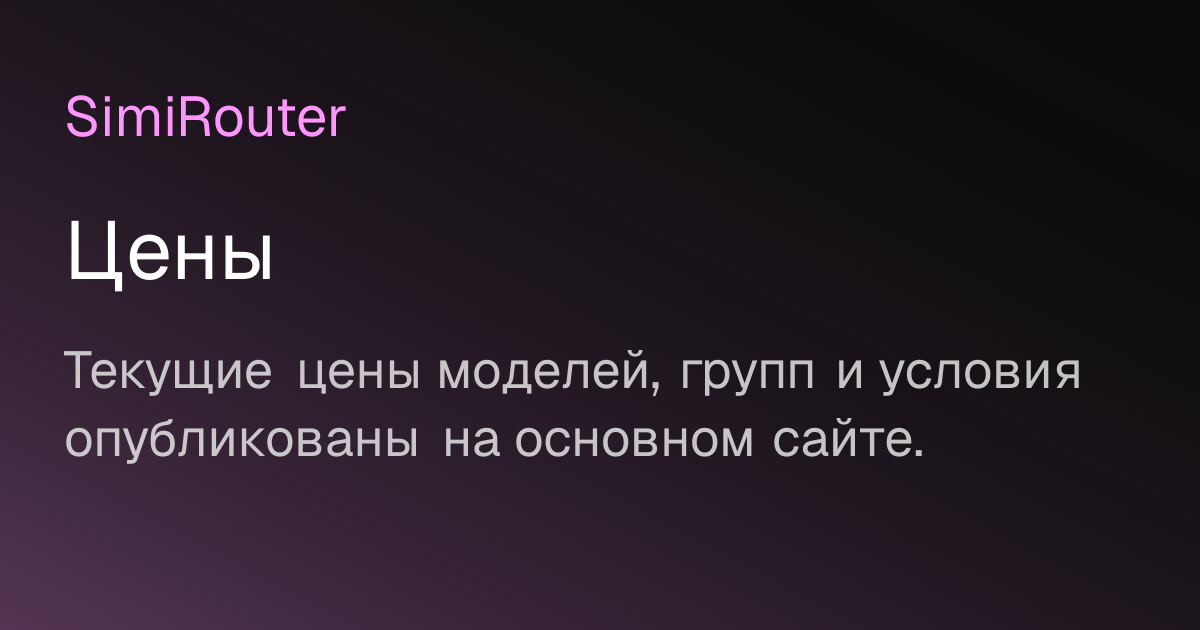 SimiRouter
Цены
Текущие цены моделей, групп и условия
опубликованы на основном сайте.